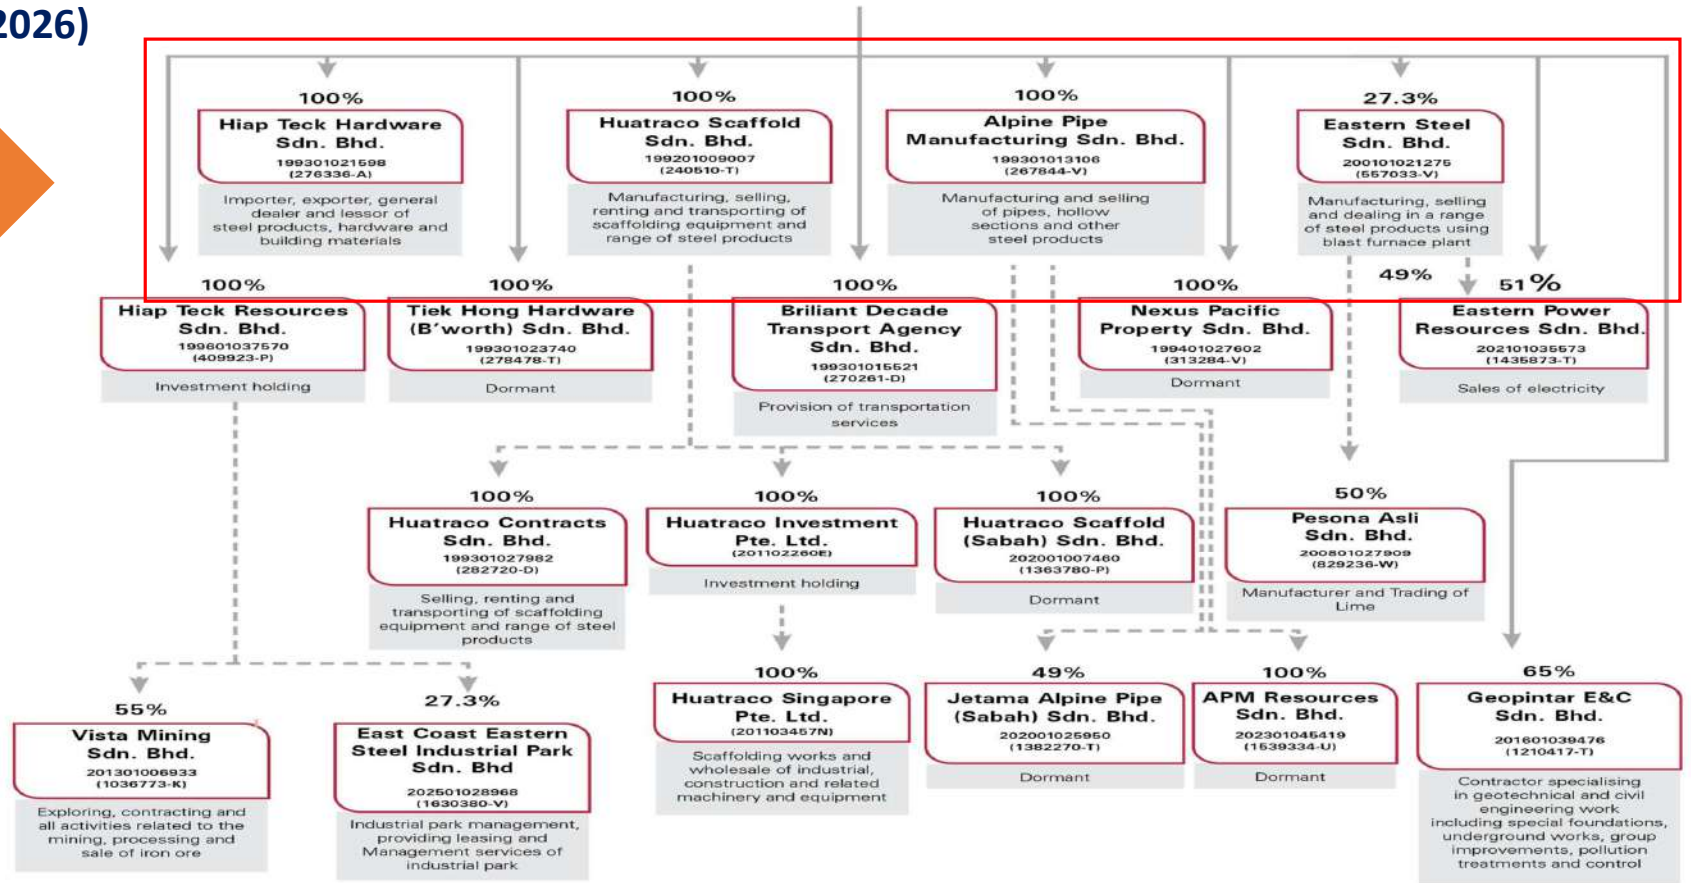 2026)
100%
Hiap Teck Hardware
Sdn. Bhd.
199301021598
(276336-A)
Importer, exporter, general
dealer and lessor of
steel products, hardware and
building materials
100%
Huatraco Scaffold
Sdn. Bhd.
199201009007
(240510-T)
Manufacturing, selling,
renting and transporting of
scaffolding equipment and
range of steel products
100%
Alpine Pipe
Manufacturing Sdn. Bhd.
199301013106
(267844-V)
Manufacturing and selling
of pipes, hollow
sections and other
steel products
27.3%
Eastern Steel
Sdn. Bhd.
200101021275
(557033-V)
Manufacturing, selling
and dealing in a range
of steel products using
blast furnace plant
100%
Hiap Teck Resources
Sdn. Bhd.
199601037570
(409923-P)
Investment holding
100%
Tiek Hong Hardware
(B'worth) Sdn. Bhd.
199301023740
(278478-T)
Dormant
100%
Briliant Decade
Transport Agency
Sdn. Bhd.
199301015521
(270261-D)
Provision of transportation
services
100%
Nexus Pacific
Property Sdn. Bhd.
199401027602
(313284-V)
Dormant
49%
51%
Eastern Power
Resources Sdn. Bhd.
202101035573
(1435873-T)
Sales of electricity
100%
Huatraco Contracts
Sdn. Bhd.
199301027982
(282720-D)
Selling, renting and
transporting of scaffolding
equipment and range of steel
products
100%
Huatraco Investment
Pte. Ltd.
(201102260E)
Investment holding
100%
Huatraco Scaffold
(Sabah) Sdn. Bhd.
202001007460
(1363780-P)
Dormant
50%
Pesona Asli
Sdn. Bhd.
200801027909
(829236-W)
Manufacturer and Trading of
Lime
55%
Vista Mining
Sdn. Bhd.
201301006933
(1036773-K)
Exploring, contracting and
all activities related to the
mining, processing and
sale of iron ore
27.3%
East Coast Eastern
Steel Industrial Park
Sdn. Bhd
202501028968
(1630380-V)
Industrial park management,
providing leasing and
Management services of
industrial park
100%
Huatraco Singapore
Pte. Ltd.
(201103457N)
Scaffolding works and
wholesale of industrial,
construction and related
machinery and equipment
49%
Jetama Alpine Pipe
(Sabah) Sdn. Bhd.
202001025950
(1382270-T)
Dormant
100%
APM Resources
Sdn. Bhd.
202301045419
(1539334-U)
Dormant
65%
Geopintar E&C
Sdn. Bhd.
201601039476
(1210417-T)
Contractor specialising
in geotechnical and civil
engineering work
including special foundations,
underground works, group
improvements, pollution
treatments and control